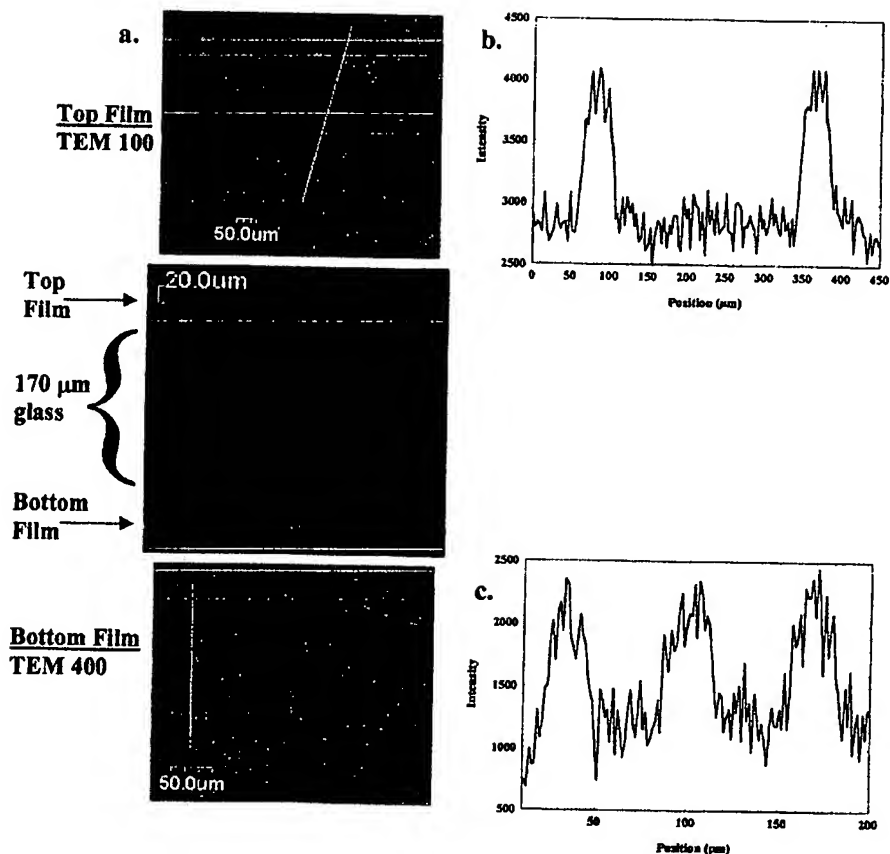 a.
Top Film
TEM 100
50.0um
Top
Film
20.0um
170 μm
glass
Bottom
Film
Bottom Film
TEM 400
50.0um
b.
4500
4000
3500
3000
2500
Intensity
0 50 100 150 200 250 300 350 400 450
Position (μm)
c.
2500
2000
1500
1000
500
Intensity
50 100 150 200
Position (μm)